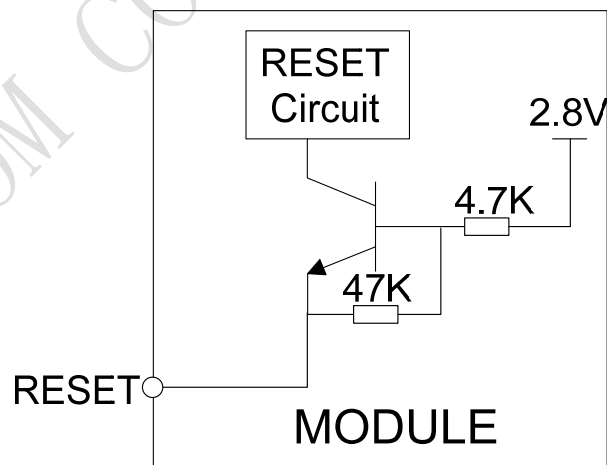 RESET
Circuit
2.8V
4.7K
47K
RESET
MODULE